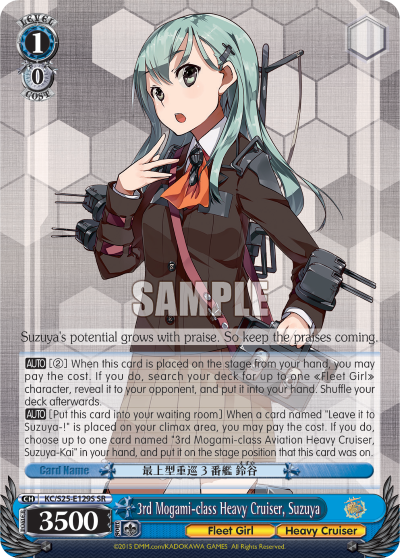 LEVEL
1
0
COST
SAMPLE
Suzuya's potential grows with praise. So keep the praises coming.
AUTO [②] When this card is placed on the stage from your hand, you may
pay the cost. If you do, search your deck for up to one «Fleet Girl»
character, reveal it to your opponent, and put it into your hand. Shuffle your
deck afterwards.
AUTO [Put this card into your waiting room] When a card named "Leave it to
Suzuya-!" is placed on your climax area, you may pay the cost. If you do,
choose up to one card named "3rd Mogami-class Aviation Heavy Cruiser,
Suzuya-Kai" in your hand, and put it on the stage position that this card was on.
Card Name 最上型重巡3番艦 鈴谷
CH KC/S25-E129S SR
3500 3rd Mogami-class Heavy Cruiser, Suzuya
Fleet Girl Heavy Cruiser
©2015 DMM.com/KADOKAWA GAMES All Rights Reserved.